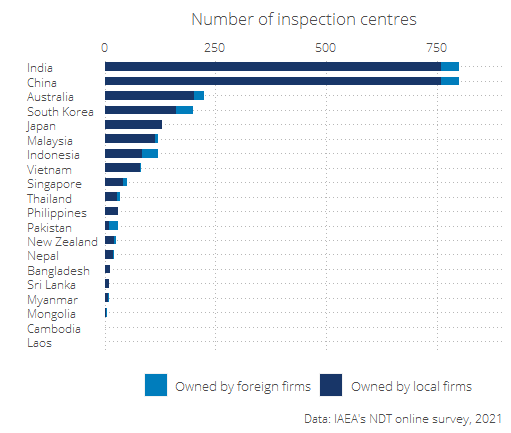 Number of inspection centres
0 250 500 750
India
China
Australia
South Korea
Japan
Malaysia
Indonesia
Vietnam
Singapore
Thailand
Philippines
Pakistan
New Zealand
Nepal
Bangladesh
Sri Lanka
Myanmar
Mongolia
Cambodia
Laos
Owned by foreign firms Owned by local firms
Data: IAEA's NDT online survey, 2021